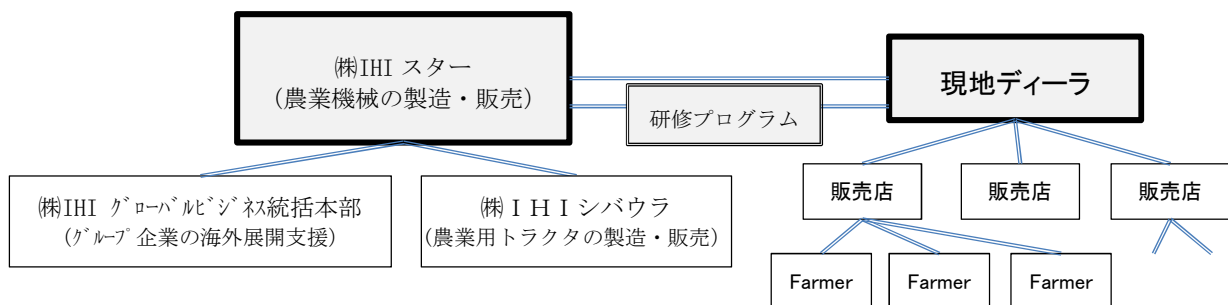 ㈱IHI スター
(農業機械の製造・販売)
現地ディーラ
研修プログラム
㈱IHI ｸﾞﾛｰﾊﾞﾙﾋﾞｼﾞﾈｽ統括本部
(ｸﾞﾙｰﾌﾟ企業の海外展開支援)
㈱ＩＨＩシバウラ
(農業用トラクタの製造・販売)
販売店
販売店
販売店
Farmer
Farmer
Farmer